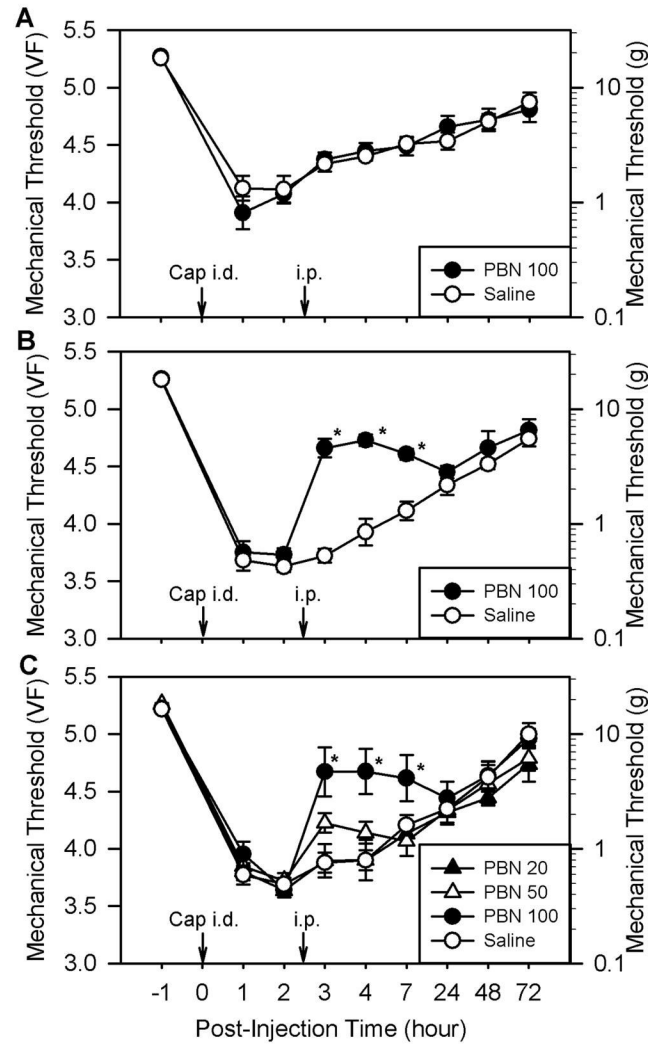 A
Mechanical Threshold (VF)
5.5
5.0
4.5
4.0
3.5
3.0
Cap i.d.
i.p.
PBN 100
Saline
10
1
0.1
Mechanical Threshold (g)
B
Mechanical Threshold (VF)
5.5
5.0
4.5
4.0
3.5
3.0
* * *
Cap i.d.
i.p.
PBN 100
Saline
10
1
0.1
Mechanical Threshold (g)
C
Mechanical Threshold (VF)
5.5
5.0
4.5
4.0
3.5
3.0
* * *
Cap i.d.
i.p.
PBN 20
PBN 50
PBN 100
Saline
10
1
0.1
Mechanical Threshold (g)
-1 0 1 2 3 4 7 24 48 72
Post-Injection Time (hour)